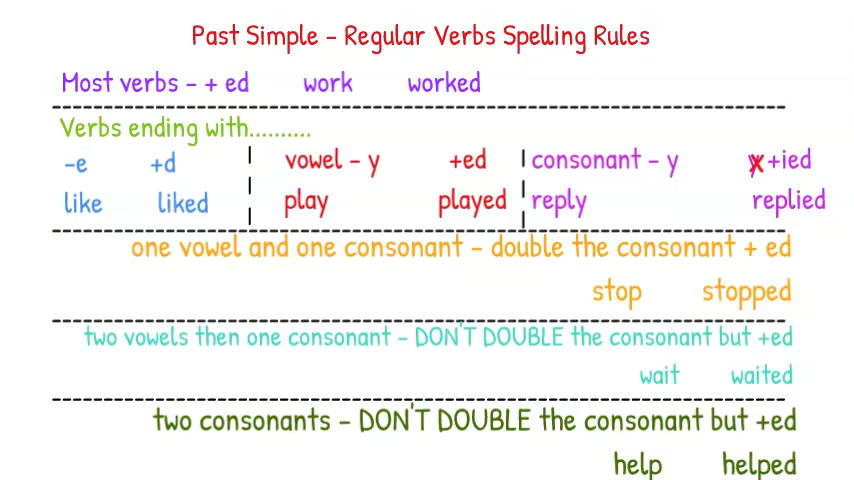 Past Simple - Regular Verbs Spelling Rules
Most verbs - + ed work worked
Verbs ending with..........
-e +d vowel - y +ed consonant - y y +ied
like liked play played reply replied
one vowel and one consonant - double the consonant + ed
stop stopped
two vowels then one consonant - DON'T DOUBLE the consonant but +ed
wait waited
two consonants - DON'T DOUBLE the consonant but +ed
help helped